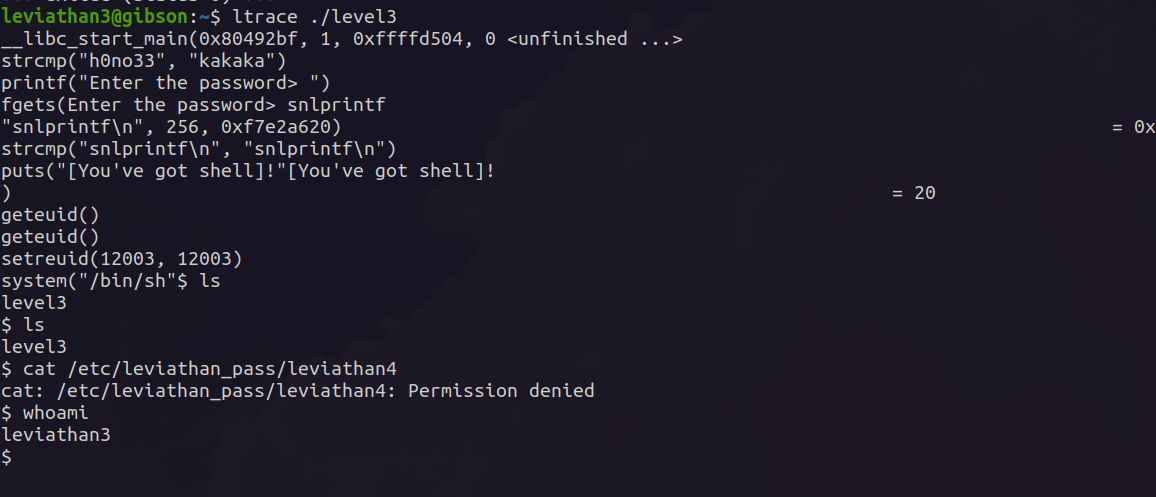 leviathan3@gibson:~$ ltrace ./level3
__libc_start_main(0x80492bf, 1, 0xffffd504, 0 <unfinished ...>
strcmp("h0no33", "kakaka")
printf("Enter the password> ")
fgets(Enter the password> snlprintf
"snlprintf\n", 256, 0xf7e2a620) = 0x
strcmp("snlprintf\n", "snlprintf\n")
puts("[You've got shell]!"[You've got shell]!
) = 20
geteuid()
geteuid()
setreuid(12003, 12003)
system("/bin/sh"$ ls
level3
$ ls
level3
$ cat /etc/leviathan_pass/leviathan4
cat: /etc/leviathan_pass/leviathan4: Permission denied
$ whoami
leviathan3
$